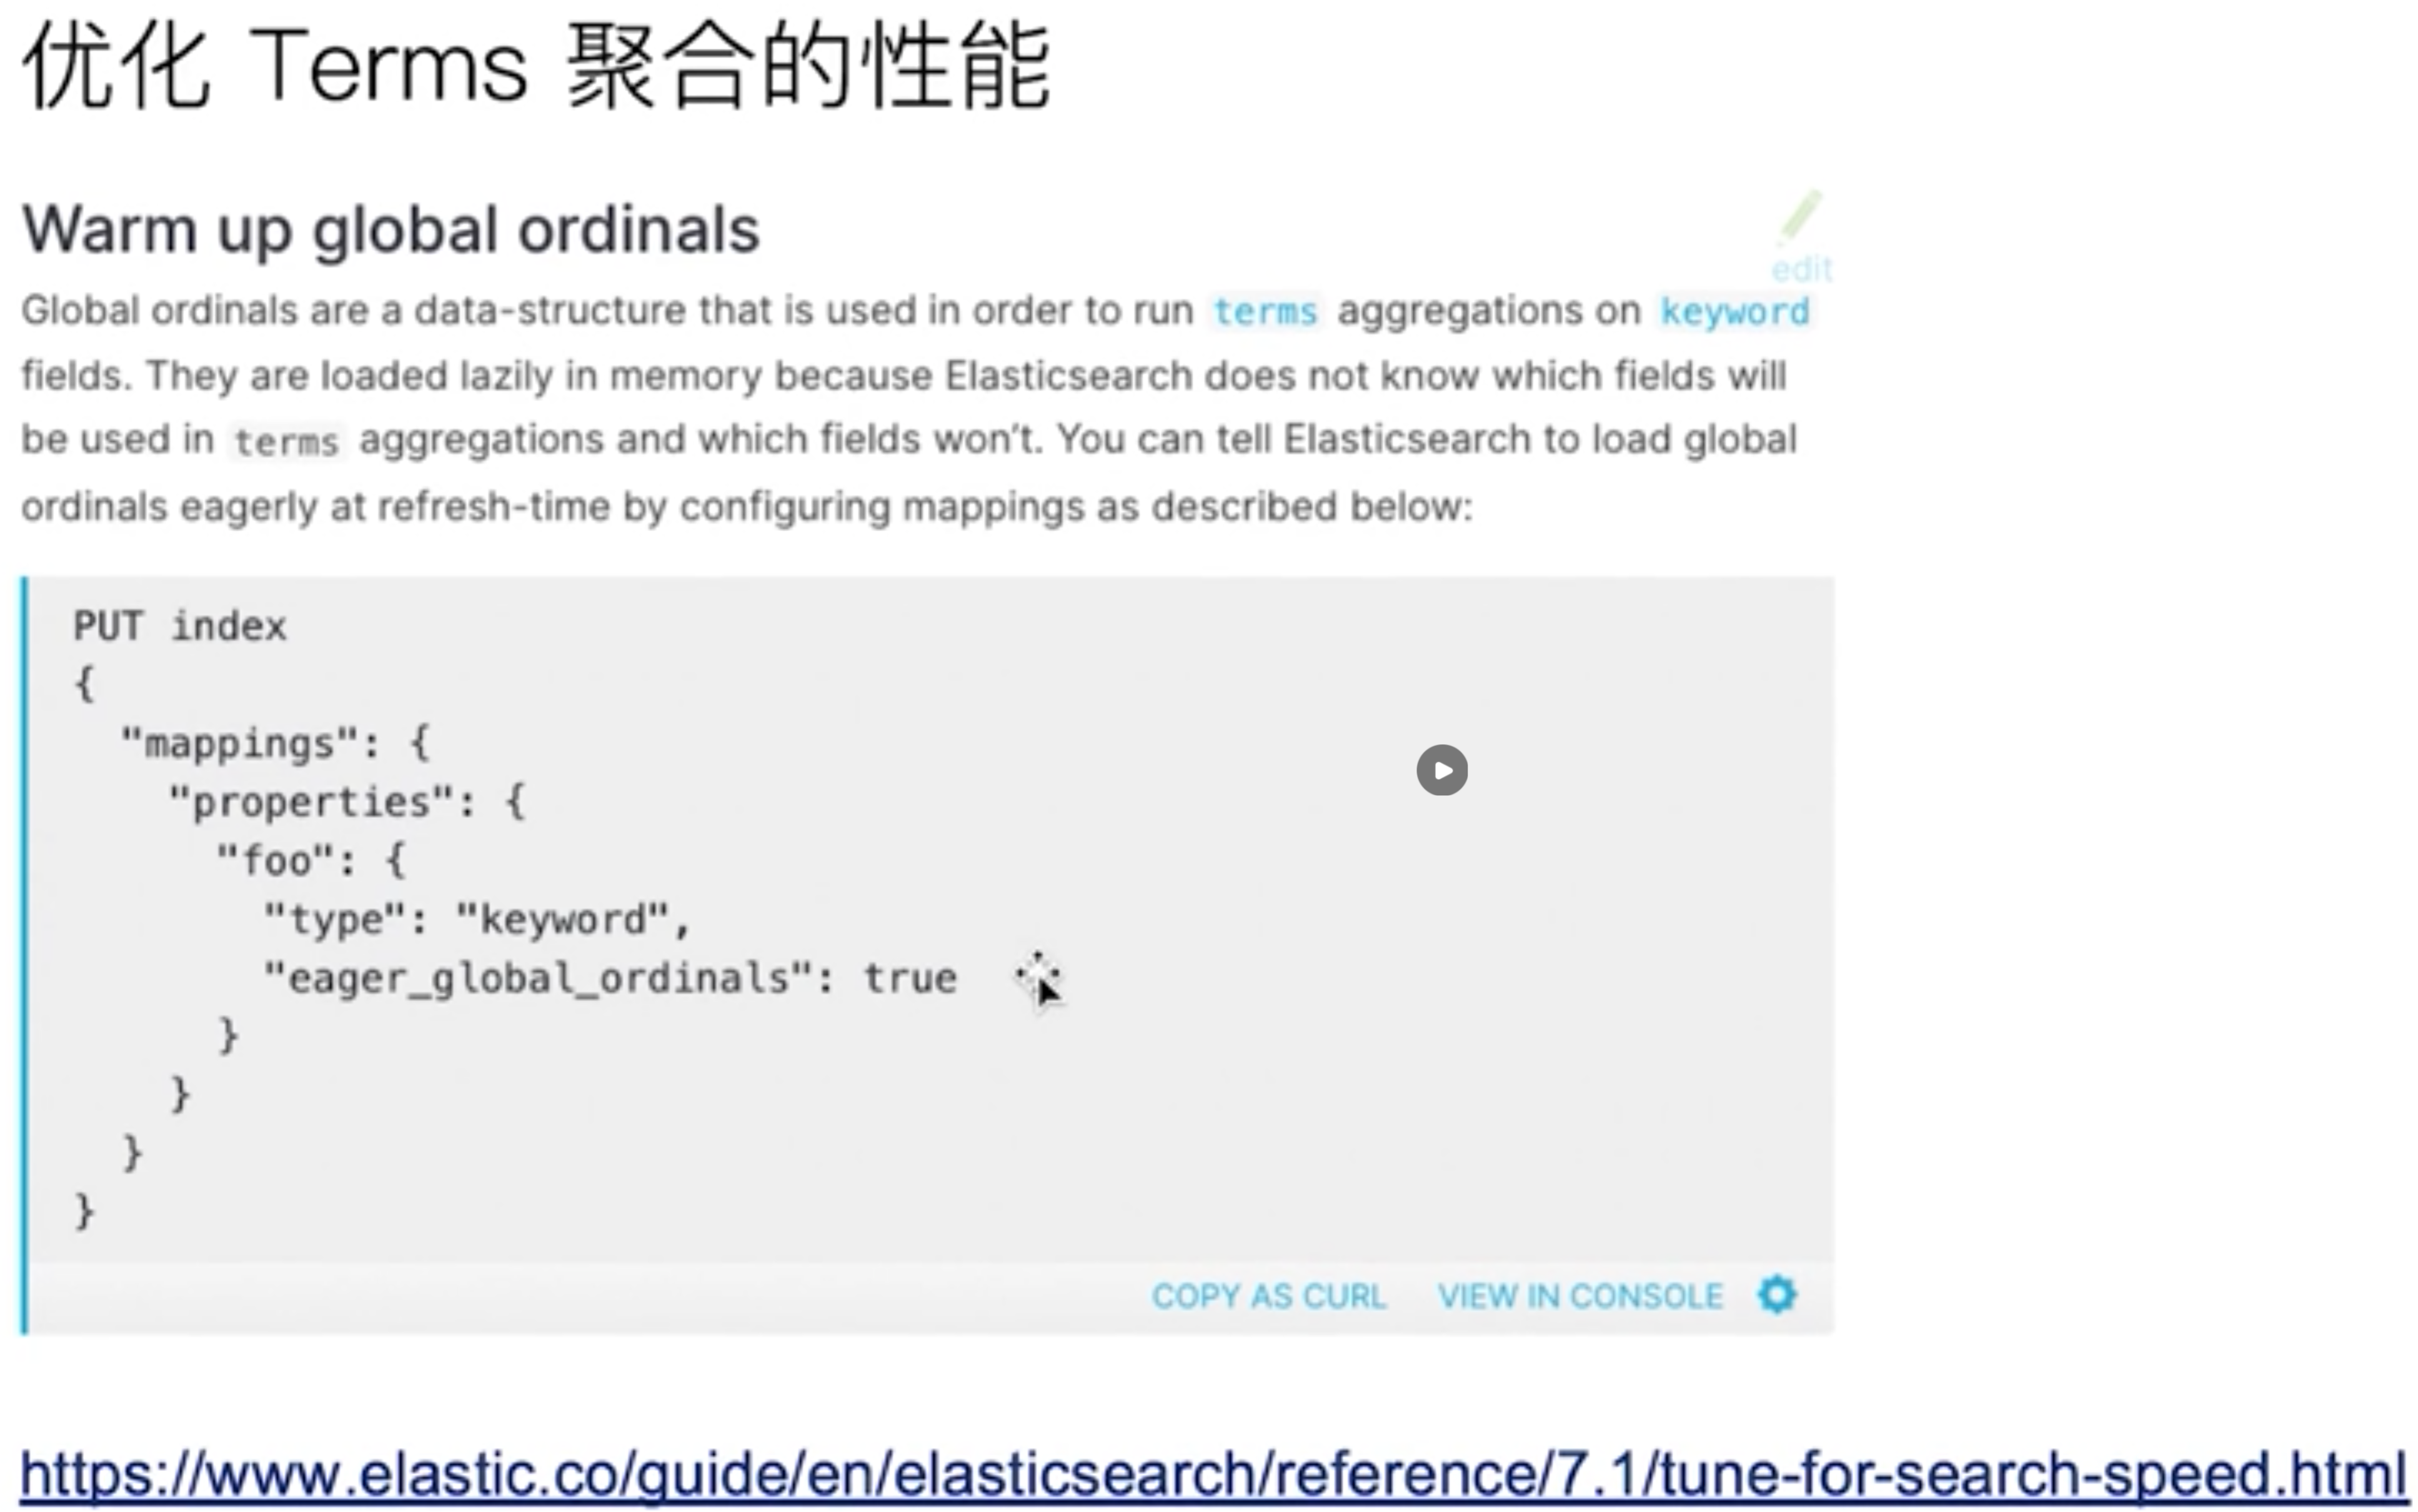 优化 Terms 聚合的性能
Warm up global ordinals
edit
Global ordinals are a data-structure that is used in order to run terms aggregations on keyword
fields. They are loaded lazily in memory because Elasticsearch does not know which fields will
be used in terms aggregations and which fields won't. You can tell Elasticsearch to load global
ordinals eagerly at refresh-time by configuring mappings as described below:
PUT index
{
  "mappings": {
    "properties": {
      "foo": {
        "type": "keyword",
        "eager_global_ordinals": true
      }
    }
  }
}
COPY AS CURL VIEW IN CONSOLE
https://www.elastic.co/guide/en/elasticsearch/reference/7.1/tune-for-search-speed.html